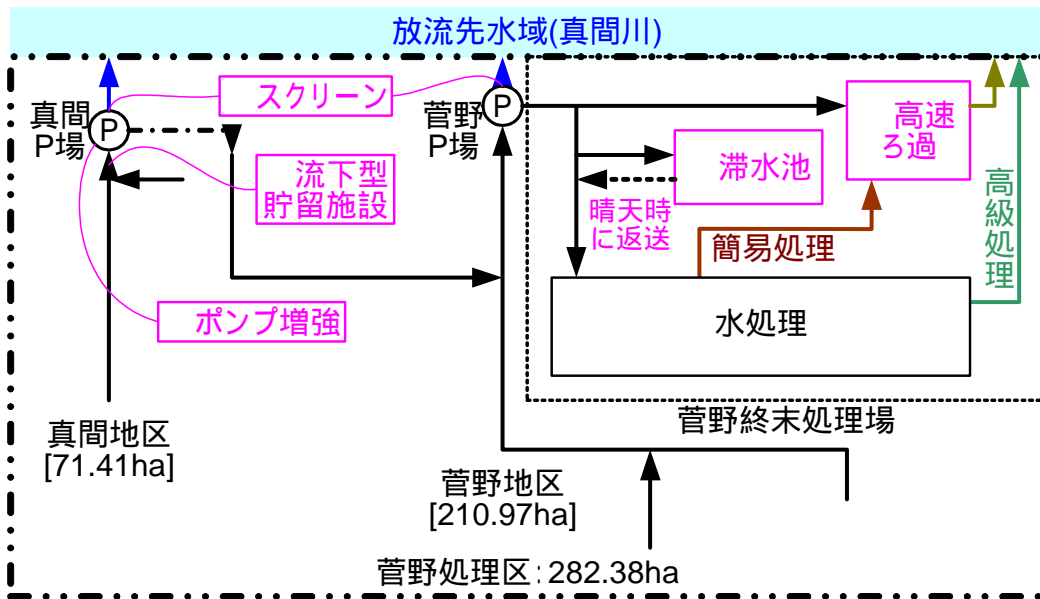 放流先水域(真間川)
スクリーン
真間
P場
P
菅野
P場
P
高速
ろ過
滞水池
流下型
貯留施設
晴天時
に返送
簡易処理
高級処理
ポンプ増強
水処理
菅野終末処理場
真間地区
[71.41ha]
菅野地区
[210.97ha]
菅野処理区:282.38ha